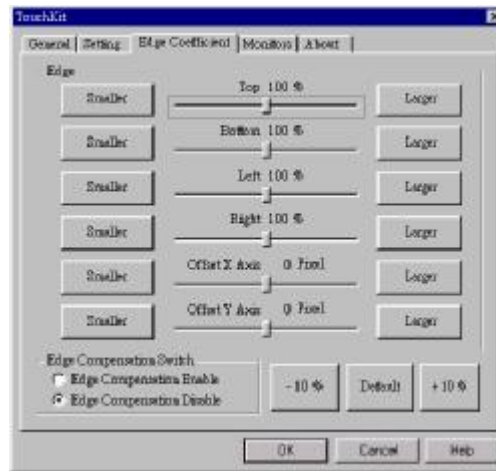 TouchKit
General Setting Edge Coefficient Monitors About
Edge
Top 100 %
Smaller Larger
Bottom 100 %
Smaller Larger
Left 100 %
Smaller Larger
Right 100 %
Smaller Larger
Offset X Axis 0 Pixel
Smaller Larger
Offset Y Axis 0 Pixel
Smaller Larger
Edge Compensation Switch
Edge Compensation Enable
Edge Compensation Disable
- 10 % Default + 10 %
OK Cancel Help